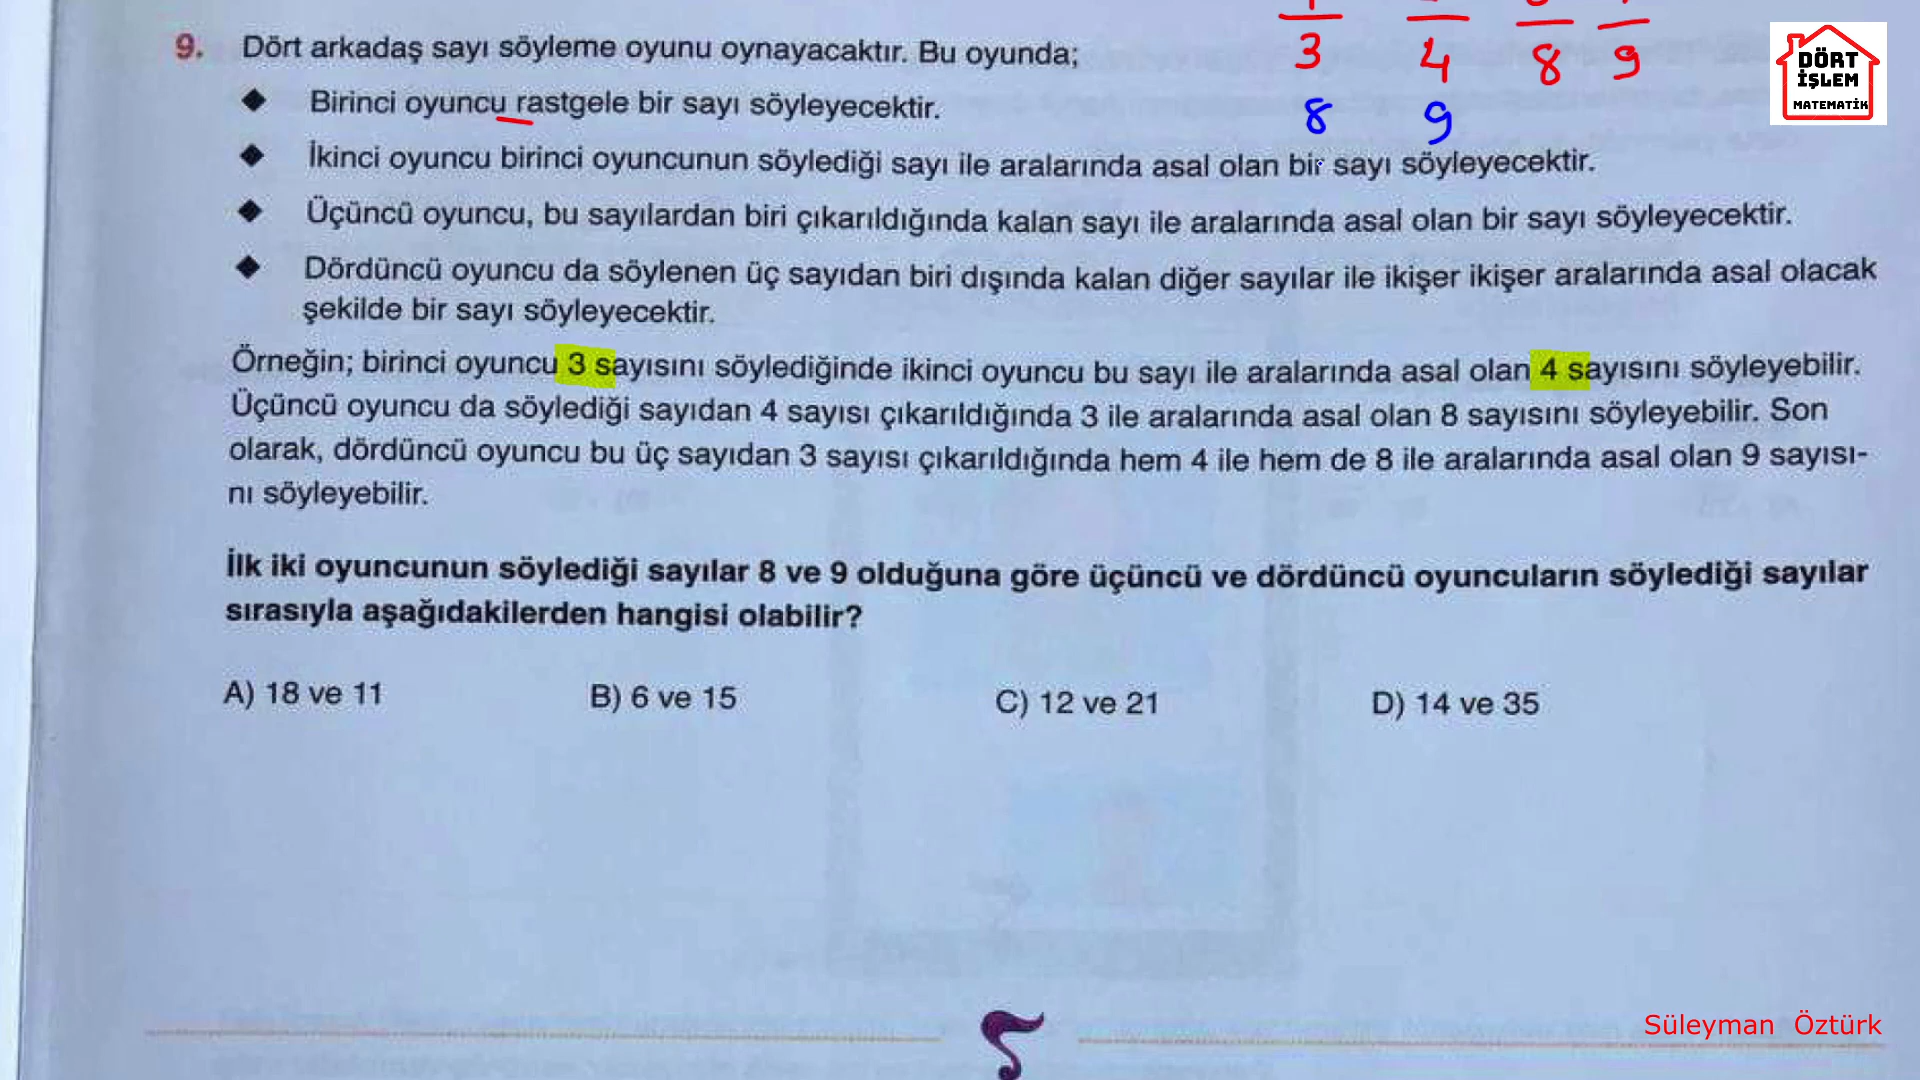 3 4 8 9
8 9
DÖRT
İŞLEM
MATEMATİK
9. Dört arkadaş sayı söyleme oyunu oynayacaktır. Bu oyunda;
◆ Birinci oyuncu rastgele bir sayı söyleyecektir.
◆ İkinci oyuncu birinci oyuncunun söylediği sayı ile aralarında asal olan bir sayı söyleyecektir.
◆ Üçüncü oyuncu, bu sayılardan biri çıkarıldığında kalan sayı ile aralarında asal olan bir sayı söyleyecektir.
◆ Dördüncü oyuncu da söylenen üç sayıdan biri dışında kalan diğer sayılar ile ikişer ikişer aralarında asal olacak
şekilde bir sayı söyleyecektir.
Örneğin; birinci oyuncu 3 sayısını söylediğinde ikinci oyuncu bu sayı ile aralarında asal olan 4 sayısını söyleyebilir.
Üçüncü oyuncu da söylediği sayıdan 4 sayısı çıkarıldığında 3 ile aralarında asal olan 8 sayısını söyleyebilir. Son
olarak, dördüncü oyuncu bu üç sayıdan 3 sayısı çıkarıldığında hem 4 ile hem de 8 ile aralarında asal olan 9 sayısı-
nı söyleyebilir.
İlk iki oyuncunun söylediği sayılar 8 ve 9 olduğuna göre üçüncü ve dördüncü oyuncuların söylediği sayılar
sırasıyla aşağıdakilerden hangisi olabilir?
A) 18 ve 11 B) 6 ve 15 C) 12 ve 21 D) 14 ve 35
Süleyman Öztürk